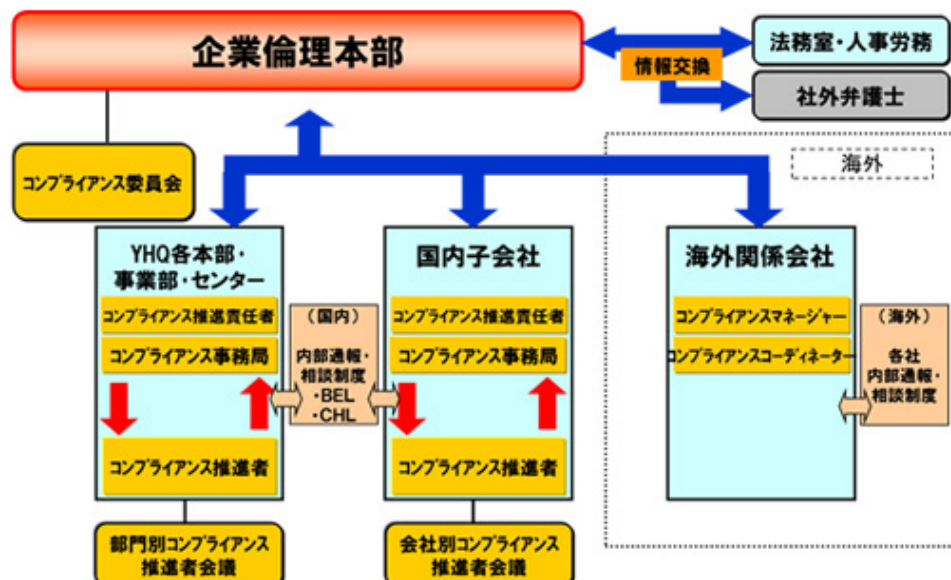 企業倫理本部
法務室・人事労務
情報交換
社外弁護士
コンプライアンス委員会
海外
YHQ各本部・
事業部・センター
コンプライアンス推進責任者
コンプライアンス事務局
コンプライアンス推進者
部門別コンプライアンス
推進者会議
（国内）
内部通報・
相談制度
・BEL
・CHL
国内子会社
コンプライアンス推進責任者
コンプライアンス事務局
コンプライアンス推進者
会社別コンプライアンス
推進者会議
海外関係会社
コンプライアンスマネージャー
コンプライアンスコーディネーター
（海外）
各社
内部通報・
相談制度